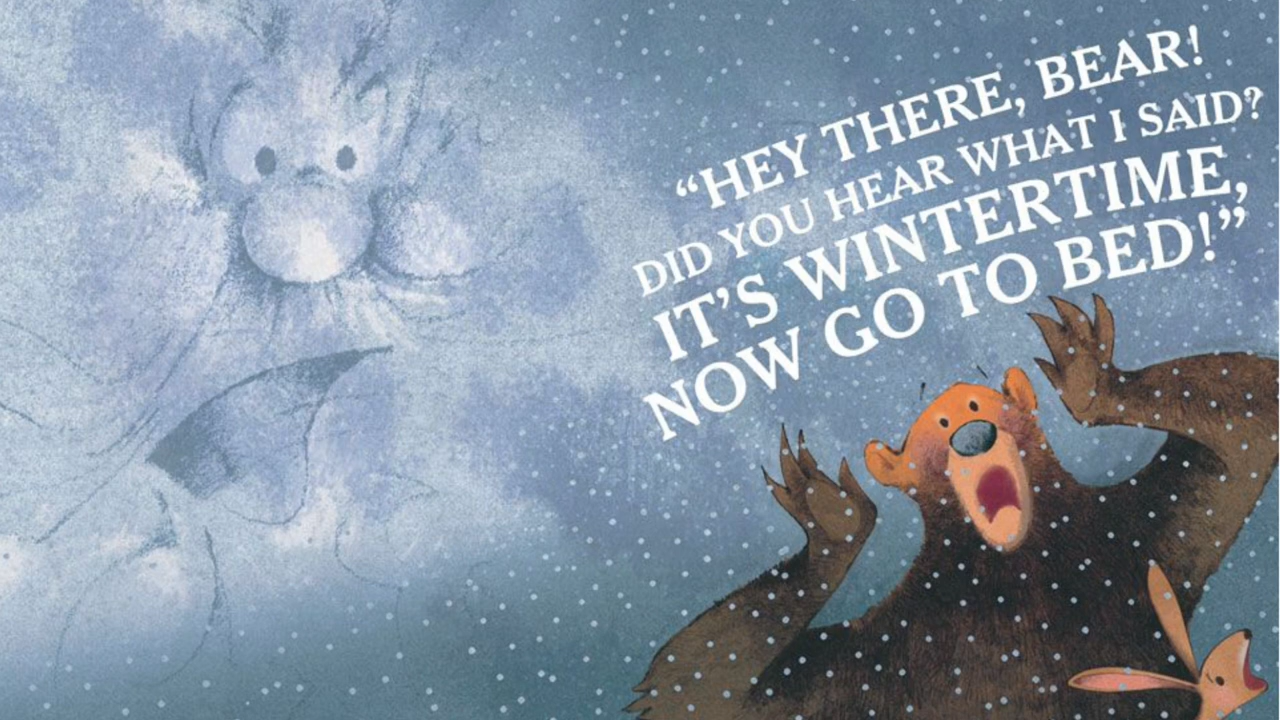 “HEY THERE, BEAR!
DID YOU HEAR WHAT I SAID?
IT’S WINTERTIME,
NOW GO TO BED!”